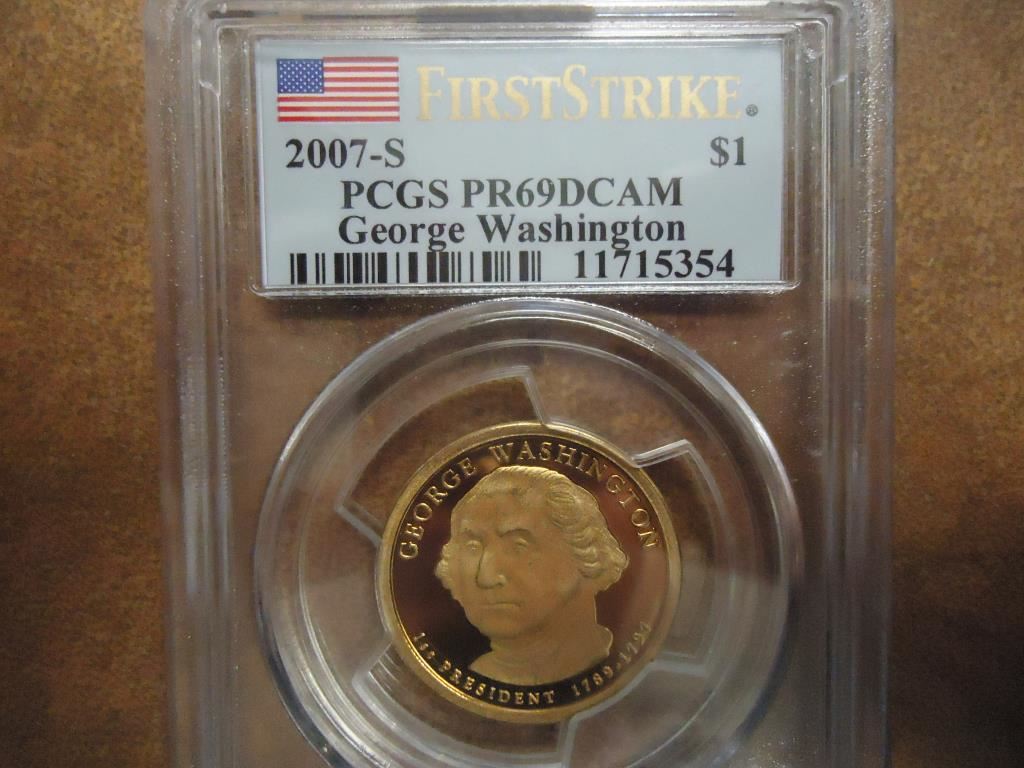 FIRSTSTRIKE®
2007-S $1
PCGS PR69DCAM
George Washington
11715354
GEORGE WASHINGTON
1st PRESIDENT 1789-1797